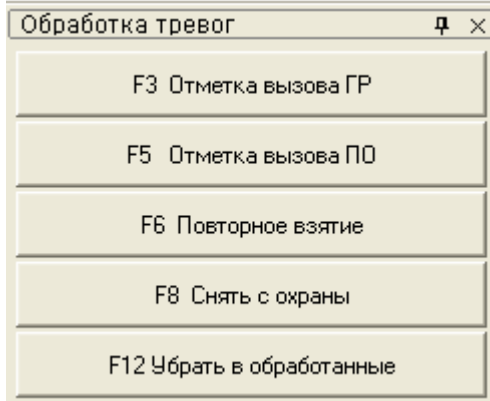 Обработка тревог
F3 Отметка вызова ГР
F5 Отметка вызова ПО
F6 Повторное взятие
F8 Снять с охраны
F12 Убрать в обработанные